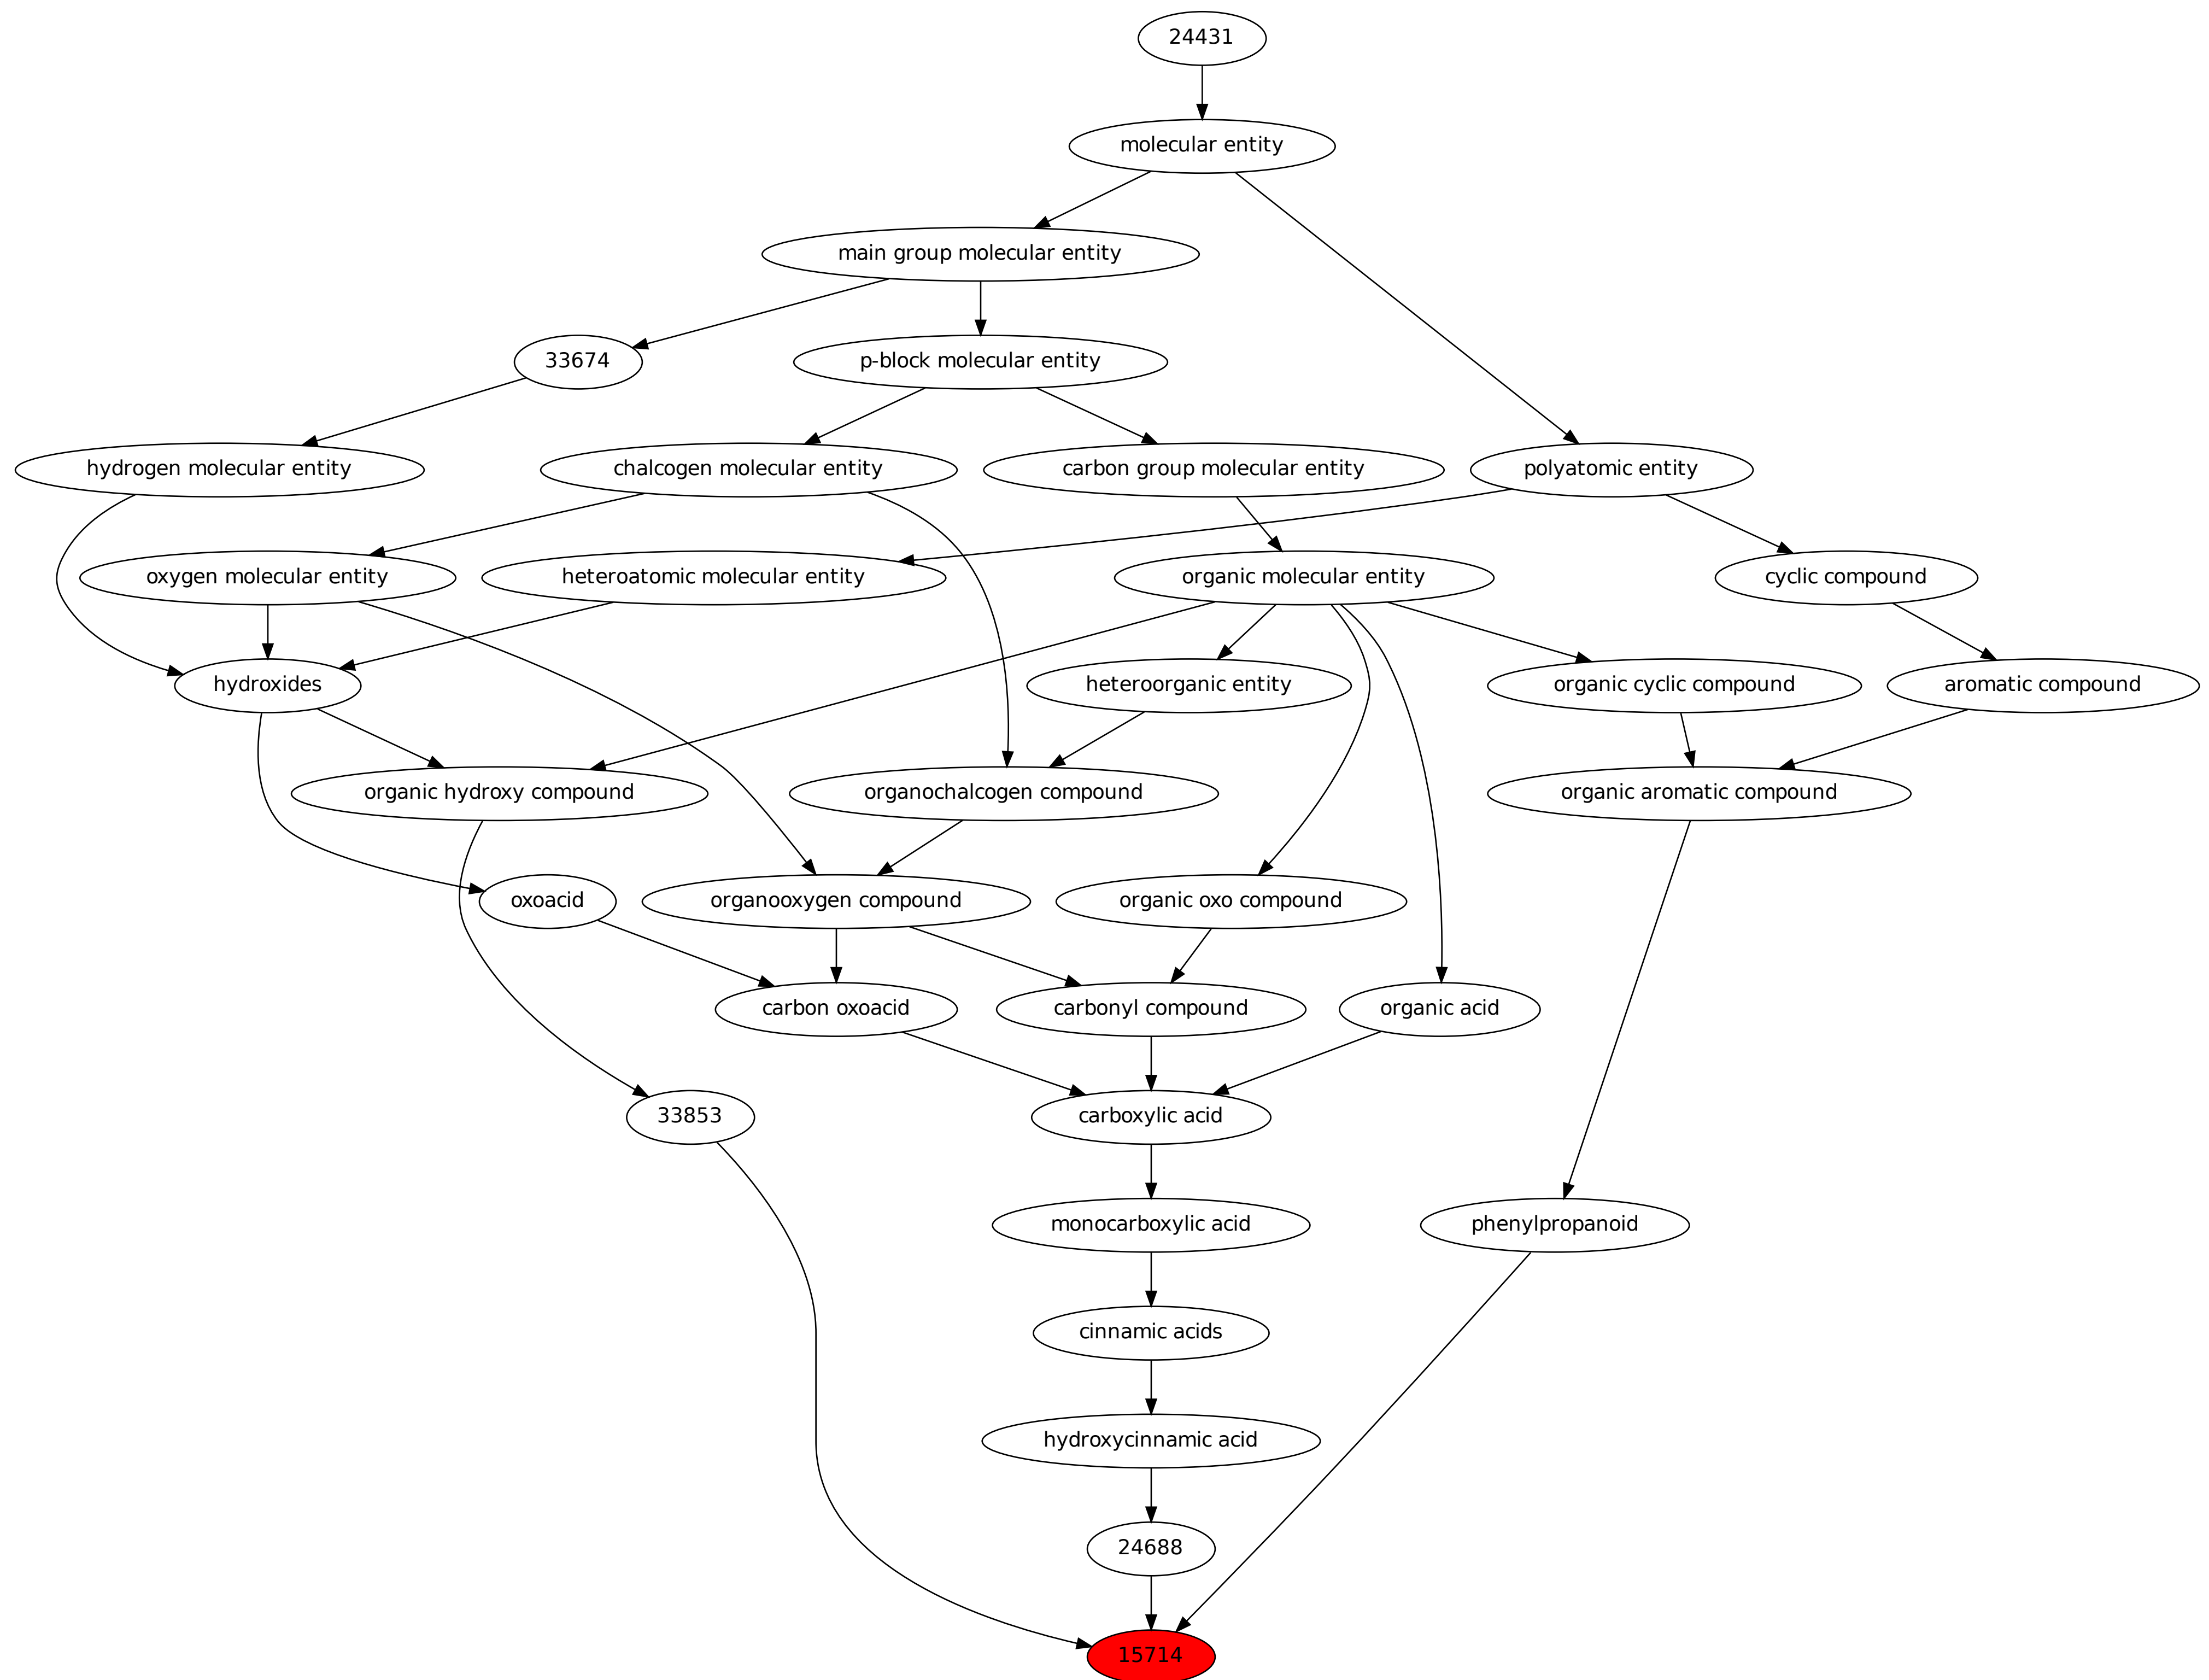 24431
molecular entity
main group molecular entity
33674
p-block molecular entity
hydrogen molecular entity
chalcogen molecular entity
carbon group molecular entity
polyatomic entity
oxygen molecular entity
heteroatomic molecular entity
organic molecular entity
cyclic compound
hydroxides
heteroorganic entity
organic cyclic compound
aromatic compound
organic hydroxy compound
organochalcogen compound
organic aromatic compound
oxoacid
organooxygen compound
organic oxo compound
carbon oxoacid
carbonyl compound
organic acid
33853
carboxylic acid
monocarboxylic acid
phenylpropanoid
cinnamic acids
hydroxycinnamic acid
24688
15714